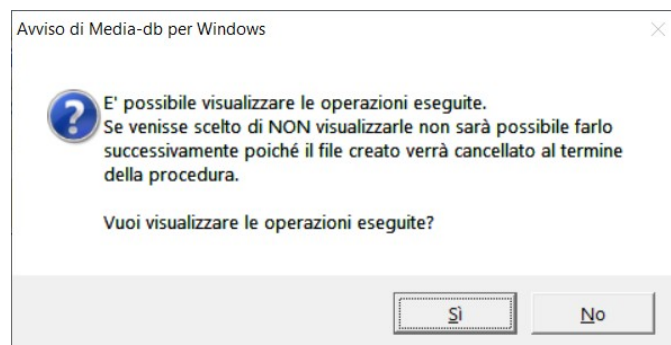 Avviso di Media-db per Windows
E' possibile visualizzare le operazioni eseguite.
Se venisse scelto di NON visualizzarle non sarà possibile farlo
successivamente poiché il file creato verrà cancellato al termine
della procedura.
Vuoi visualizzare le operazioni eseguite?
Sì No